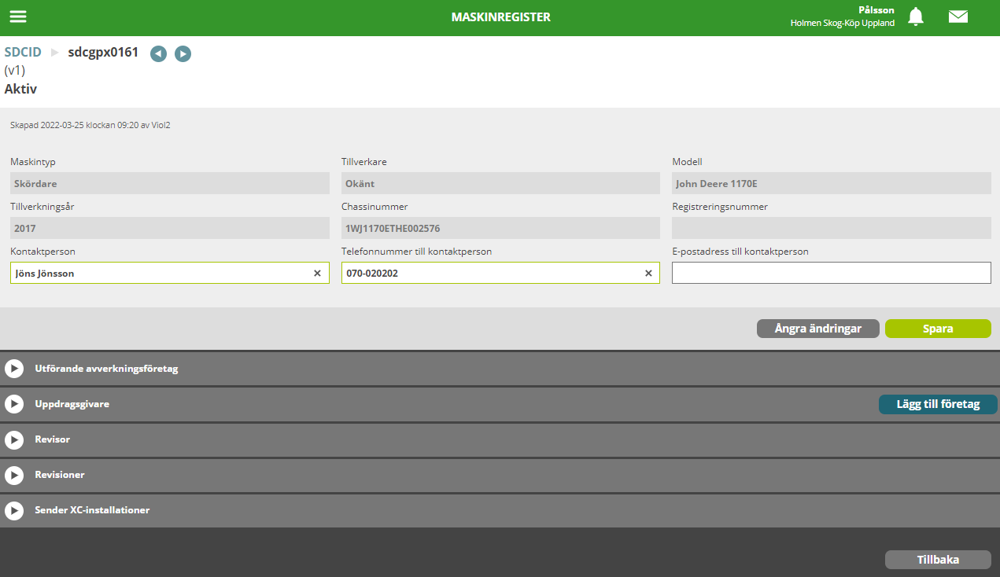 MASKINREGISTER
Pålsson
Holmen Skog-Köp Uppland
SDCID sdcgpx0161
(v1)
Aktiv
Skapad 2022-03-25 klockan 09:20 av Viol2
Maskintyp Tillverkare Modell
Skördare Okänt John Deere 1170E
Tillverkningsår Chassinummer Registreringsnummer
2017 1WJ1170ETHE002576
Kontaktperson Telefonnummer till kontaktperson E-postadress till kontaktperson
Jöns Jönsson 070-020202
Ångra ändringar Spara
Utförande avverkningsföretag
Uppdragsgivare Lägg till företag
Revisor
Revisioner
Sender XC-installationer
Tillbaka